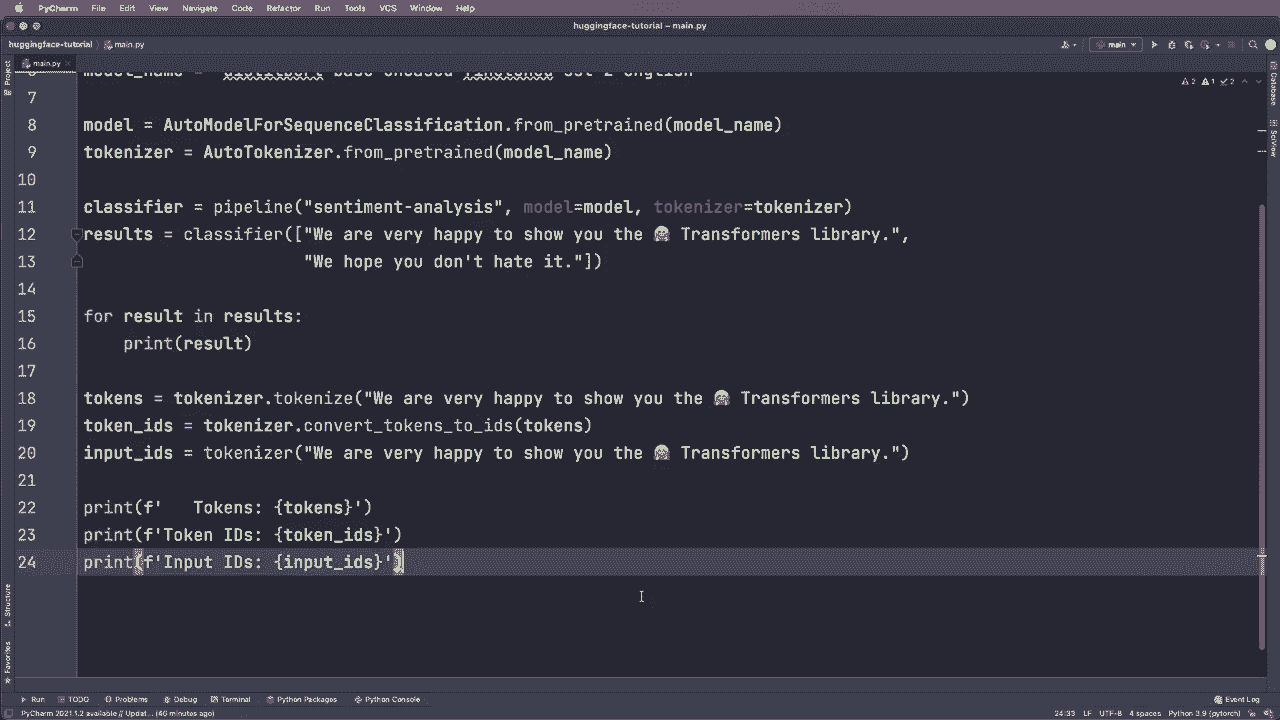 PyCharm File Edit View Navigate Code Refactor Run Tools VCS Window Help
huggingface-tutorial – main.py
huggingface-tutorial main.py main
Project
main.py
model_name = base uncased sst 2 english
2 1 2
7
8 model = AutoModelForSequenceClassification.from_pretrained(model_name)
9 tokenizer = AutoTokenizer.from_pretrained(model_name)
10
11 classifier = pipeline("sentiment-analysis", model=model, tokenizer=tokenizer)
12 results = classifier(["We are very happy to show you the 🤗 Transformers library.",
13 "We hope you don't hate it."])
14
15 for result in results:
16 print(result)
17
18 tokens = tokenizer.tokenize("We are very happy to show you the 🤗 Transformers library.")
19 token_ids = tokenizer.convert_tokens_to_ids(tokens)
20 input_ids = tokenizer("We are very happy to show you the 🤗 Transformers library.")
21
22 print(f'   Tokens: {tokens}')
23 print(f'Token IDs: {token_ids}')
24 print(f'Input IDs: {input_ids}')
Database
SciView
Structure
Favorites
Run TODO Problems Debug Terminal Python Packages Python Console Event Log
PyCharm 2021.1.2 available // Updat... (46 minutes ago) 24:33 LF UTF-8 4 spaces Python 3.9 (pytorch)